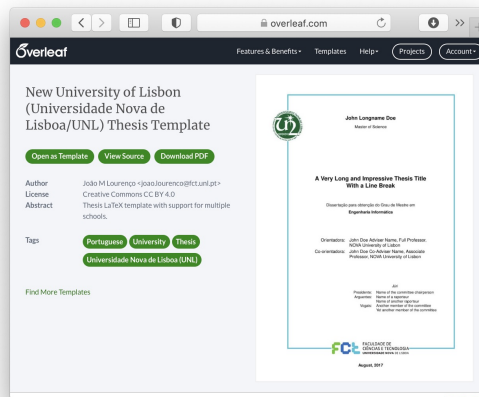 overleaf.com
Overleaf
Features & Benefits
Templates
Help
Projects
Account
New University of Lisbon
(Universidade Nova de
Lisboa/UNL) Thesis Template
Open as Template
View Source
Download PDF
Author João M Lourenço <joao.lourenco@fct.unl.pt>
License Creative Commons CC BY 4.0
Abstract Thesis LaTeX template with support for multiple
schools.
Tags
Portuguese
University
Thesis
Universidade Nova de Lisboa (UNL)
Find More Templates
John Longname Doe
Master of Science
A Very Long and Impressive Thesis Title
With a Line Break
Dissertação para obtenção do Grau de Mestre em
Engenharia Informática
Orientadora: John Doe Adviser Name, Full Professor,
NOVA University of Lisbon
Co-orientadora: John Doe Co-Adviser Name, Associate
Professor, NOVA University of Lisbon
Júri
Presidente: Name of the committee chairperson
Arguentes: Name of a raporteur
Name of another raporteur
Vogais: Another member of the committee
Yet another member of the committee
FCt
FACULDADE DE
CIÊNCIAS E TECNOLOGIA
UNIVERSIDADE NOVA DE LISBOA
August, 2017